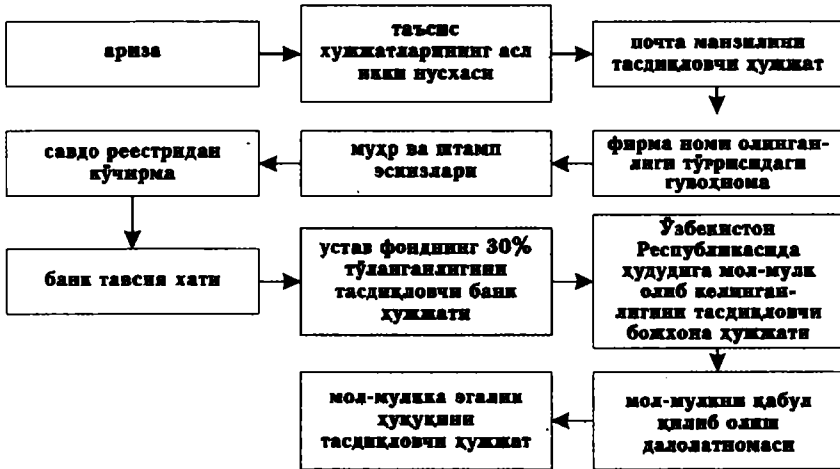 ариза
таъсис
ҳужжатларининг асл
икки нусхаси
почта манзилини
тасдиқловчи ҳужжат
фирма номи олинган-
лиги тўғрисидаги
гувоҳнома
муҳр ва штамп
эскизлари
савдо реестридан
кўчирма
банк тавсия хати
устав фондининг 30%
тўланганлигини
тасдиқловчи банк
ҳужжати
Ўзбекистон
Республикасида
ҳудудига мол-мулк
олиб келинган-
лигини тасдиқловчи
божхона ҳужжати
мол-мулкни қабул
қилиб олиш
далолатномаси
мол-мулкка эгалик
ҳуқуқини
тасдиқловчи ҳужжат